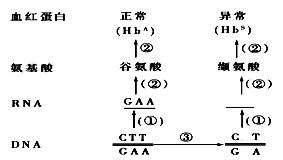 血红蛋白 正常 异常
(HbA) (HbS)
↑② ↑(②)
氨基酸 谷氨酸 缬氨酸
↑(②) ↑(②)
RNA GAA
↑(①) ↑(①)
DNA CTT ③ C T
GAA G A